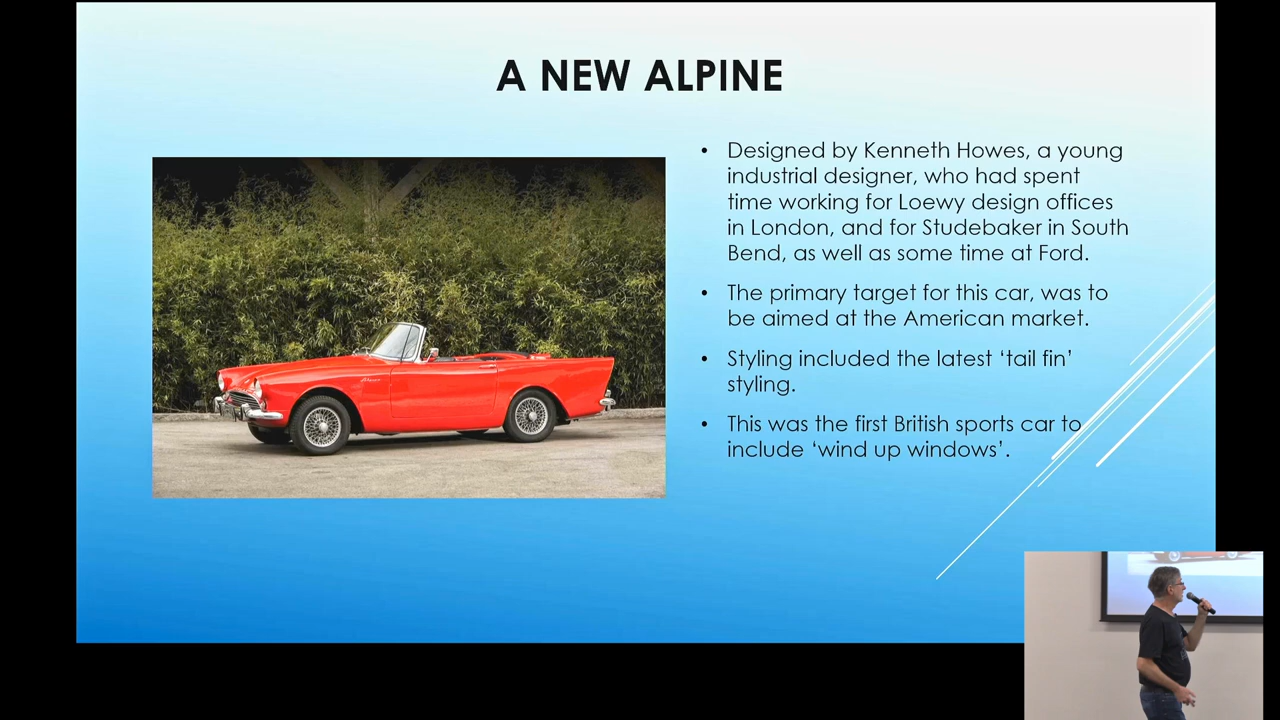 A NEW ALPINE
• Designed by Kenneth Howes, a young
industrial designer, who had spent
time working for Loewy design offices
in London, and for Studebaker in South
Bend, as well as some time at Ford.
• The primary target for this car, was to
be aimed at the American market.
• Styling included the latest ‘tail fin’
styling.
• This was the first British sports car to
include ‘wind up windows’.